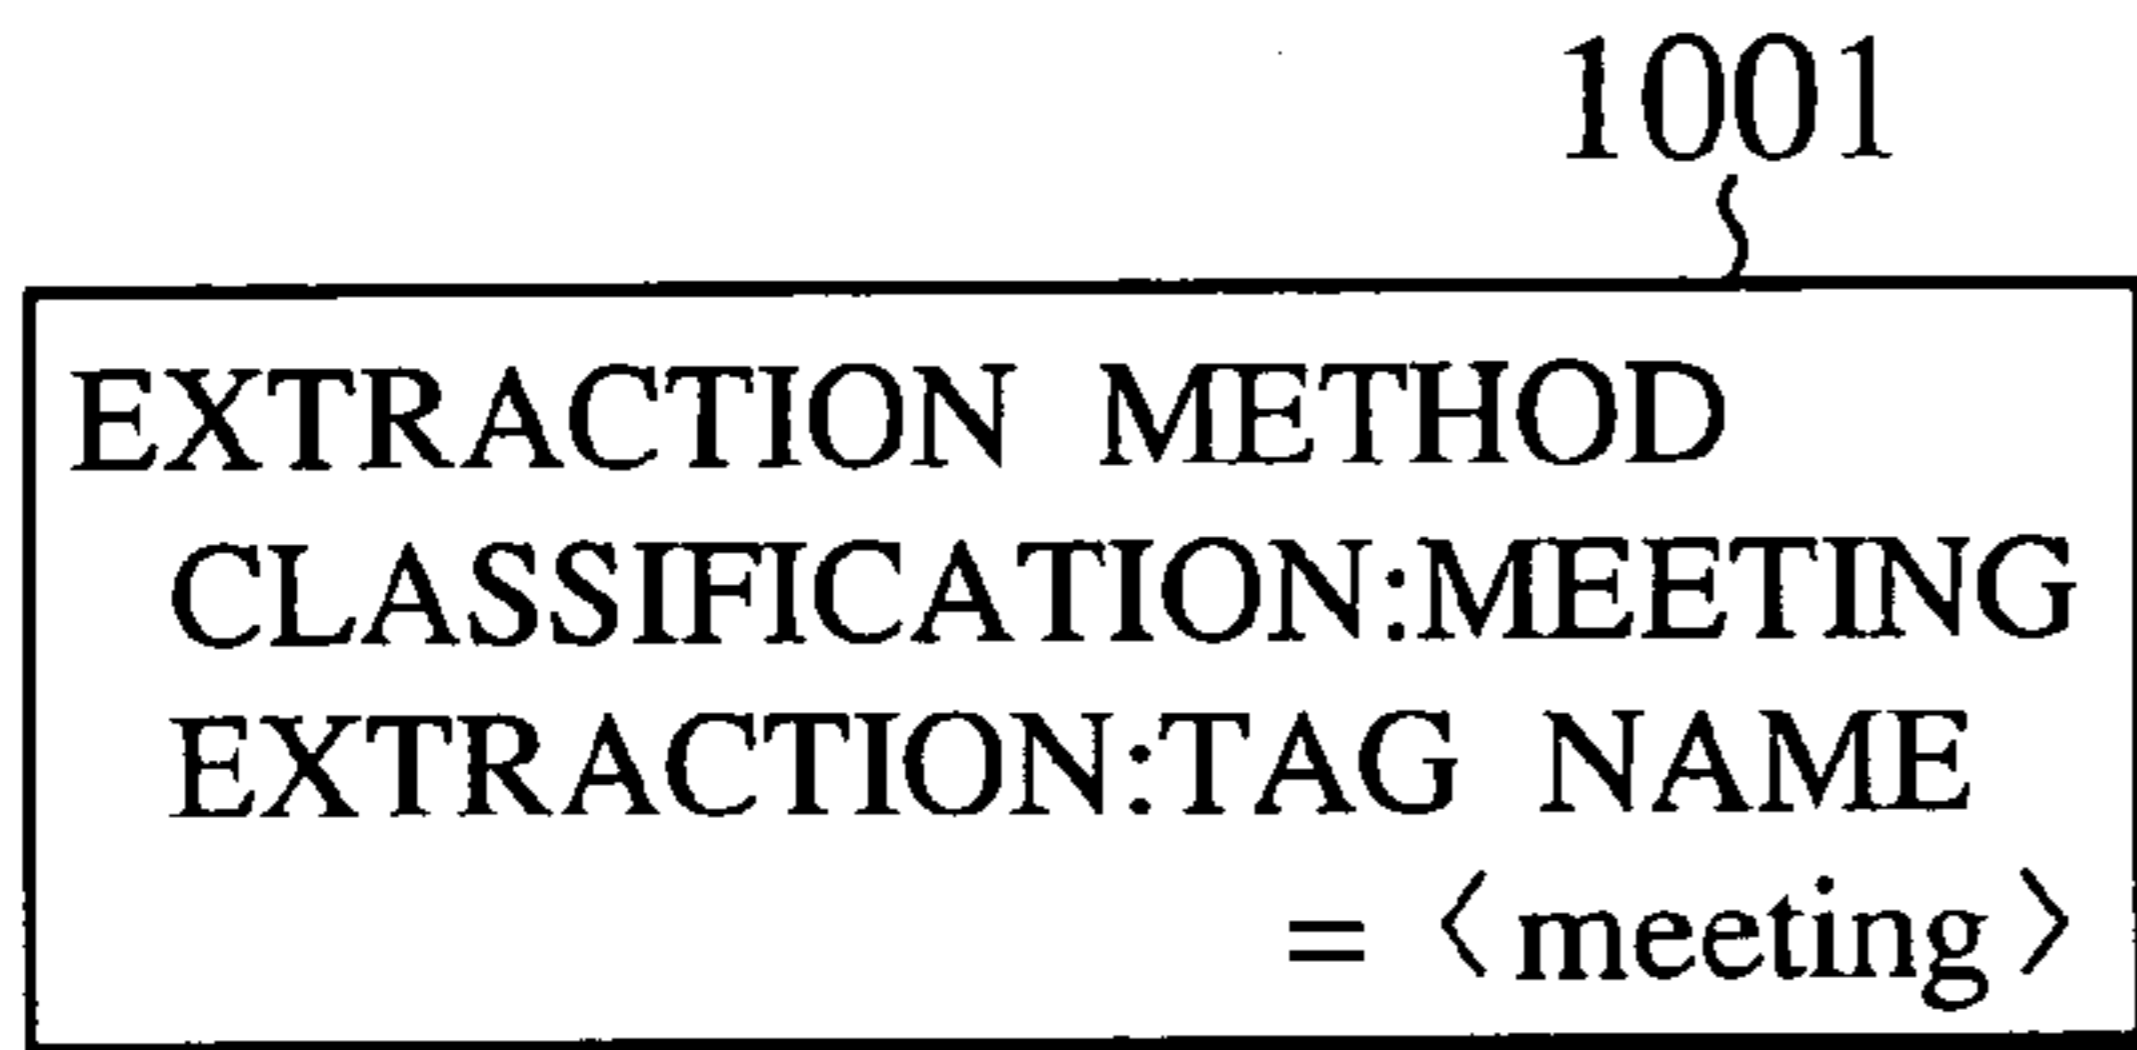 1001
EXTRACTION METHOD
CLASSIFICATION:MEETING
EXTRACTION:TAG NAME
= 〈meeting〉